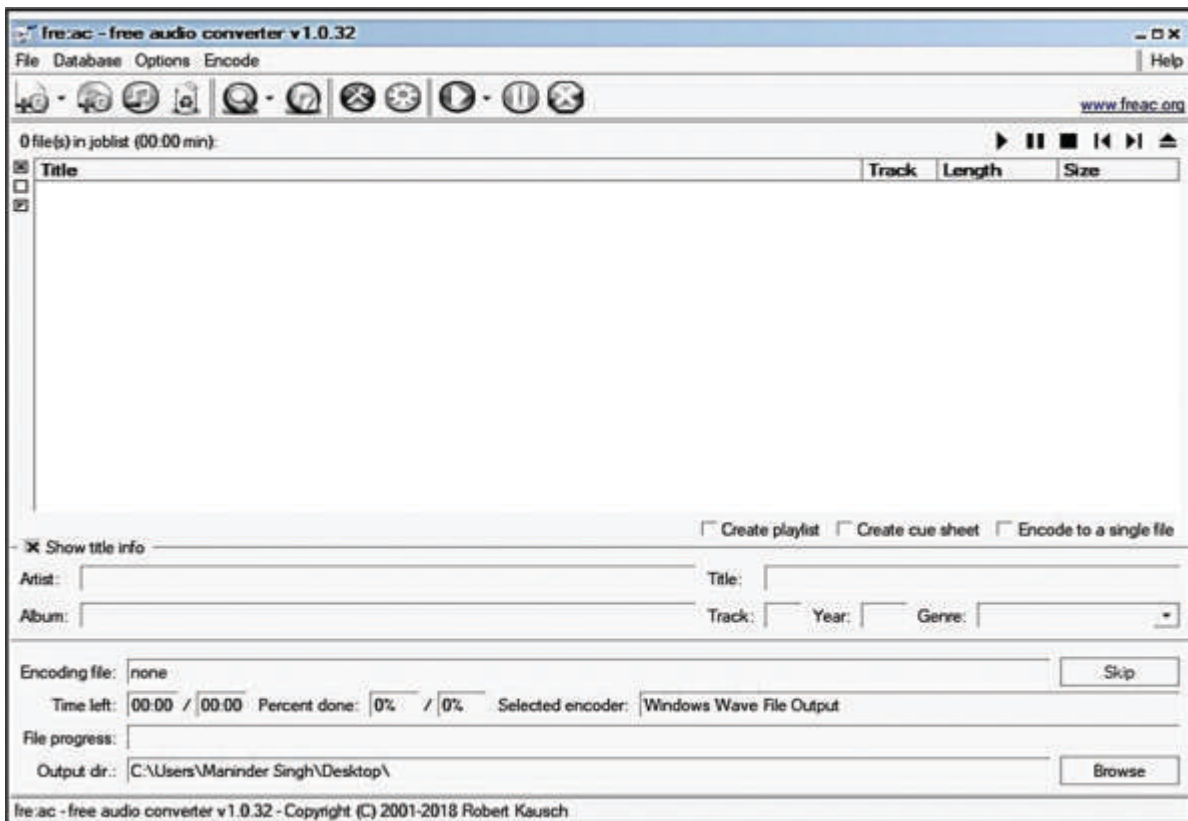 fre:ac - free audio converter v1.0.32
File Database Options Encode Help
www.freac.org
0 file(s) in joblist (00:00 min):
Title Track Length Size
Create playlist Create cue sheet Encode to a single file
Show title info
Artist: Title:
Album: Track: Year: Genre:
Encoding file: none Skip
Time left: 00:00 / 00:00 Percent done: 0% / 0% Selected encoder: Windows Wave File Output
File progress:
Output dir.: C:\Users\Maninder Singh\Desktop\ Browse
fre:ac - free audio converter v1.0.32 - Copyright (C) 2001-2018 Robert Kausch